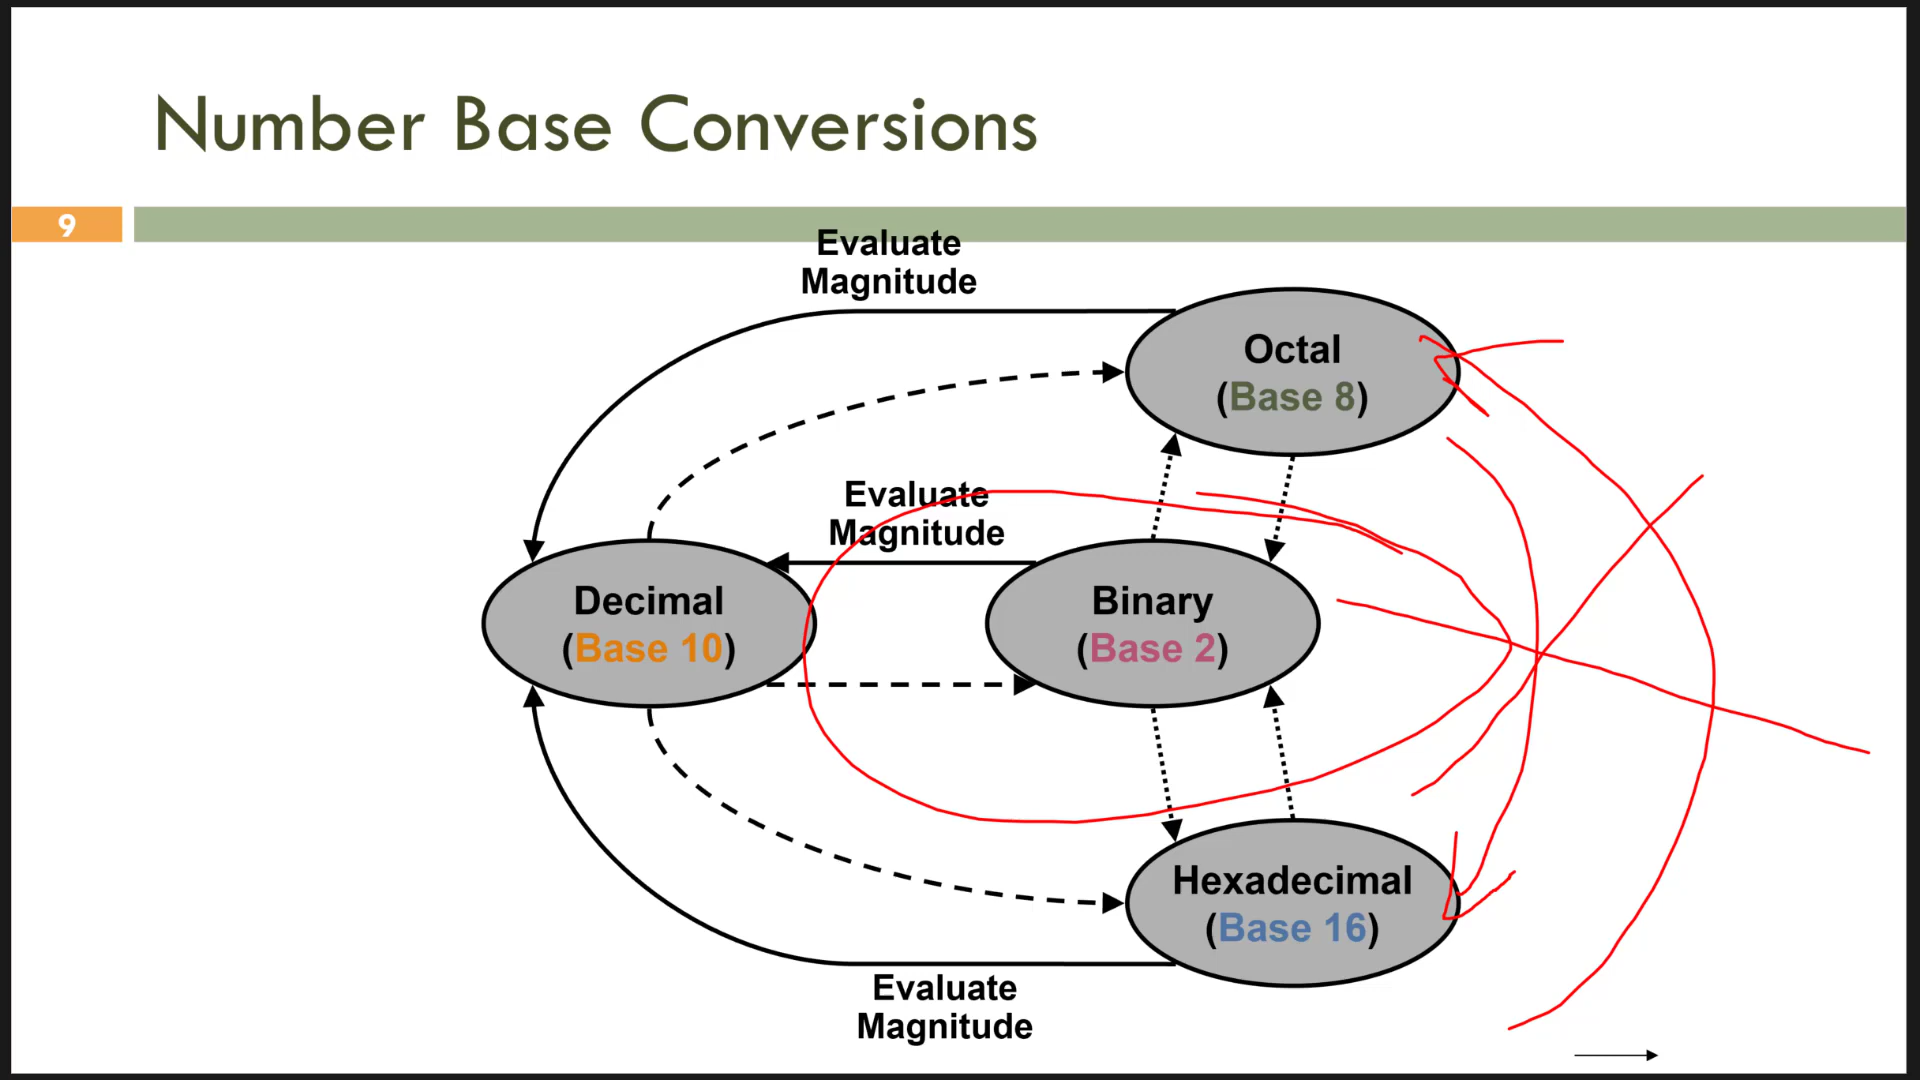 Number Base Conversions
9
Evaluate
Magnitude
Octal
(Base 8)
Evaluate
Magnitude
Decimal
(Base 10)
Binary
(Base 2)
Hexadecimal
(Base 16)
Evaluate
Magnitude